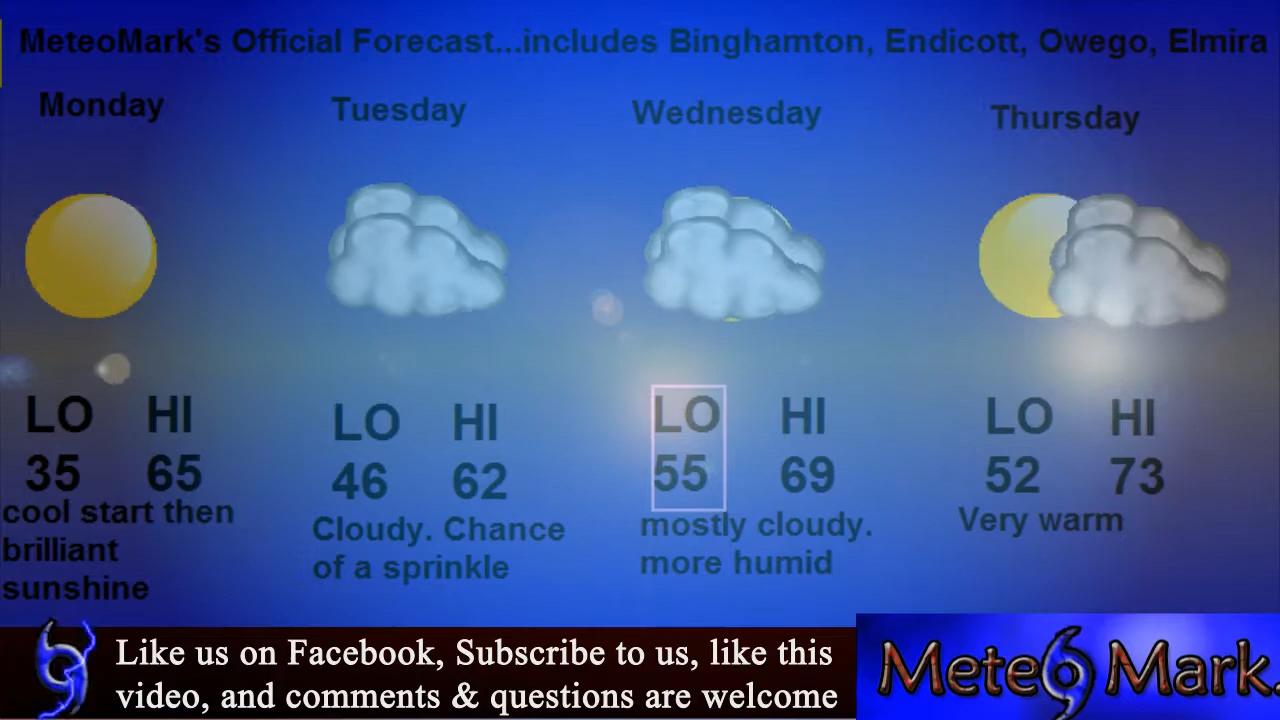 MeteoMark's Official Forecast...includes Binghamton, Endicott, Owego, Elmira
Monday
Tuesday
Wednesday
Thursday
LO HI
35 65
cool start then
brilliant
sunshine
LO HI
46 62
Cloudy. Chance
of a sprinkle
LO HI
55 69
mostly cloudy.
more humid
LO HI
52 73
Very warm
Like us on Facebook, Subscribe to us, like this
video, and comments & questions are welcome
Mete Mark.